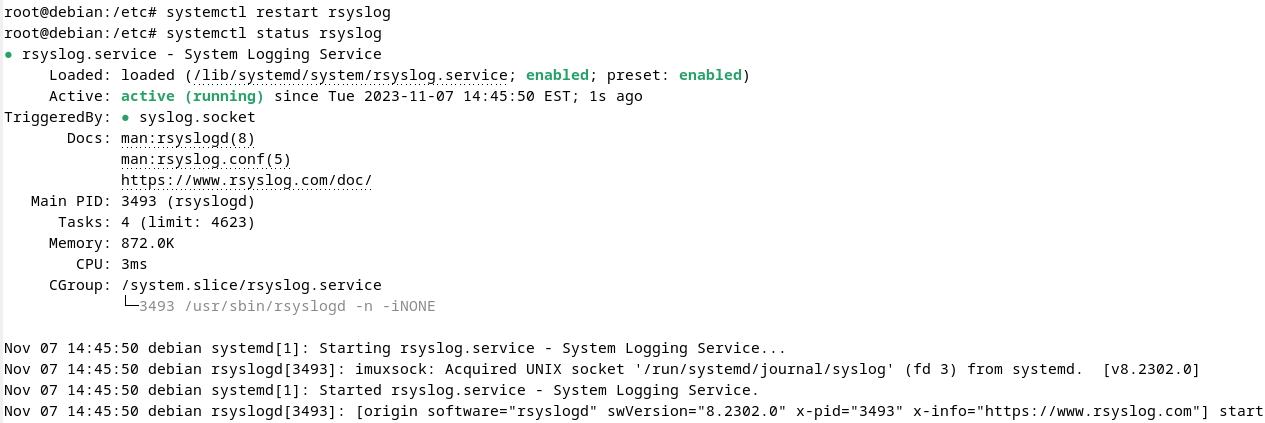 root@debian:/etc# systemctl restart rsyslog
root@debian:/etc# systemctl status rsyslog
● rsyslog.service - System Logging Service
     Loaded: loaded (/lib/systemd/system/rsyslog.service; enabled; preset: enabled)
     Active: active (running) since Tue 2023-11-07 14:45:50 EST; 1s ago
TriggeredBy: ● syslog.socket
       Docs: man:rsyslogd(8)
             man:rsyslog.conf(5)
             https://www.rsyslog.com/doc/
   Main PID: 3493 (rsyslogd)
      Tasks: 4 (limit: 4623)
     Memory: 872.0K
        CPU: 3ms
     CGroup: /system.slice/rsyslog.service
             └─3493 /usr/sbin/rsyslogd -n -iNONE

Nov 07 14:45:50 debian systemd[1]: Starting rsyslog.service - System Logging Service...
Nov 07 14:45:50 debian rsyslogd[3493]: imuxsock: Acquired UNIX socket '/run/systemd/journal/syslog' (fd 3) from systemd.  [v8.2302.0]
Nov 07 14:45:50 debian systemd[1]: Started rsyslog.service - System Logging Service.
Nov 07 14:45:50 debian rsyslogd[3493]: [origin software="rsyslogd" swVersion="8.2302.0" x-pid="3493" x-info="https://www.rsyslog.com"] start